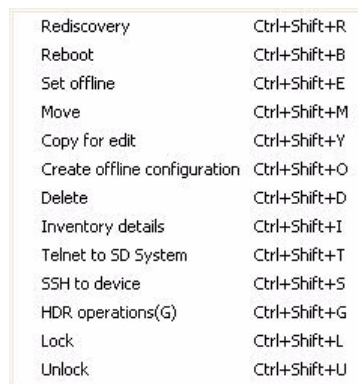 Rediscovery Ctrl+Shift+R
Reboot Ctrl+Shift+B
Set offline Ctrl+Shift+E
Move Ctrl+Shift+M
Copy for edit Ctrl+Shift+Y
Create offline configuration Ctrl+Shift+O
Delete Ctrl+Shift+D
Inventory details Ctrl+Shift+I
Telnet to SD System Ctrl+Shift+T
SSH to device Ctrl+Shift+S
HDR operations(G) Ctrl+Shift+G
Lock Ctrl+Shift+L
Unlock Ctrl+Shift+U